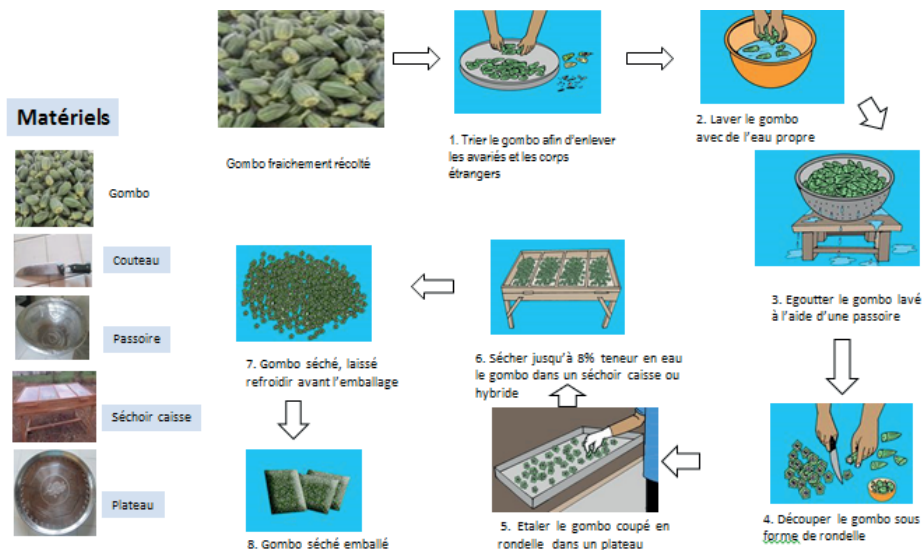 Matériels
Gombo
Couteau
Passoire
Séchoir caisse
Plateau
Gombo fraichement récolté
1. Trier le gombo afin d'enlever
les avariés et les corps
étrangers
2. Laver le gombo
avec de l'eau propre
3. Egoutter le gombo lavé
à l'aide d'une passoire
4. Découper le gombo sous
forme de rondelle
5. Etaler le gombo coupé en
rondelle dans un plateau
6. Sécher jusqu'à 8% teneur en eau
le gombo dans un séchoir caisse ou
hybride
7. Gombo séché, laissé
refroidir avant l'emballage
8. Gombo séché emballé